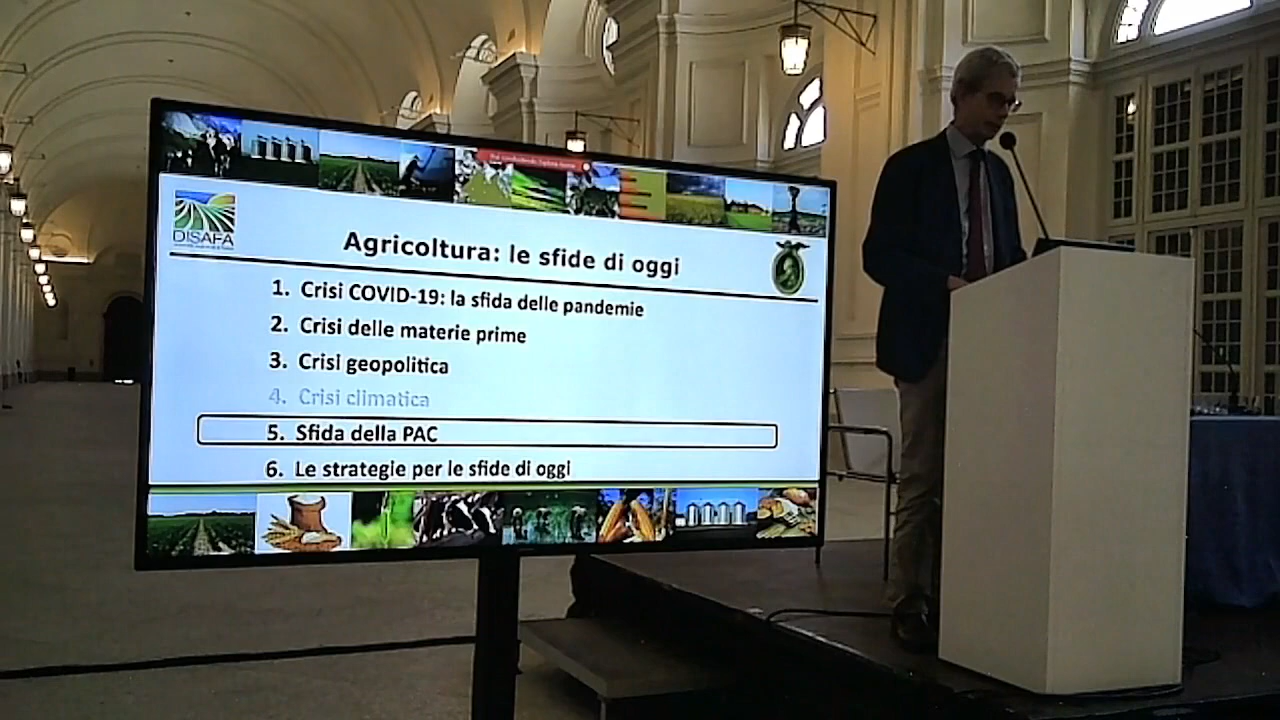 DISAFA
Agricoltura: le sfide di oggi
1. Crisi COVID-19: la sfida delle pandemie
2. Crisi delle materie prime
3. Crisi geopolitica
4. Crisi climatica
5. Sfida della PAC
6. Le strategie per le sfide di oggi